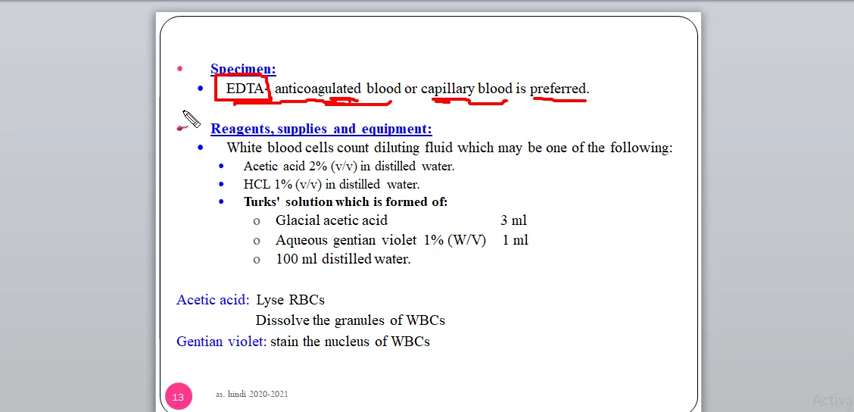 Specimen:
EDTA- anticoagulated blood or capillary blood is preferred.
Reagents, supplies and equipment:
White blood cells count diluting fluid which may be one of the following:
Acetic acid 2% (v/v) in distilled water.
HCL 1% (v/v) in distilled water.
Turks' solution which is formed of:
Glacial acetic acid 3 ml
Aqueous gentian violet 1% (W/V) 1 ml
100 ml distilled water.
Acetic acid: Lyse RBCs
Dissolve the granules of WBCs
Gentian violet: stain the nucleus of WBCs
13 as. hindi 2020-2021
Activa